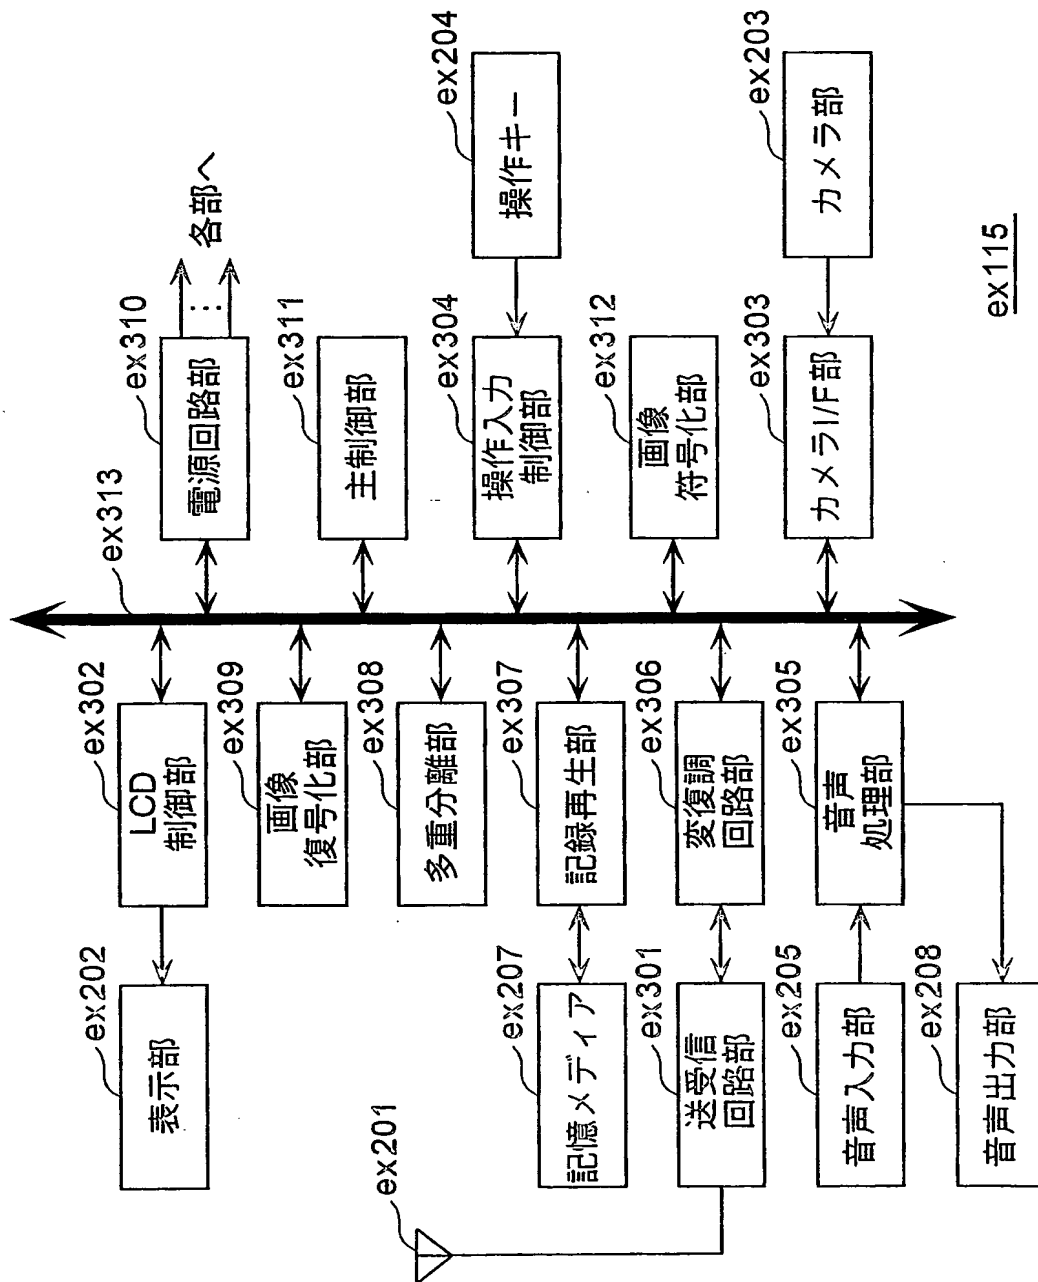 ex201
ex202
表示部
ex302
LCD
制御部
ex309
画像
復号化部
ex308
多重分離部
ex207
記憶メディア
ex307
記録再生部
ex301
送受信
回路部
ex306
変復調
回路部
ex205
音声入力部
ex305
音声
処理部
ex208
音声出力部
ex313
ex310
電源回路部
各部へ
ex311
主制御部
ex304
操作入力
制御部
ex204
操作キー
ex312
画像
符号化部
ex303
カメラI/F部
ex203
カメラ部
ex115